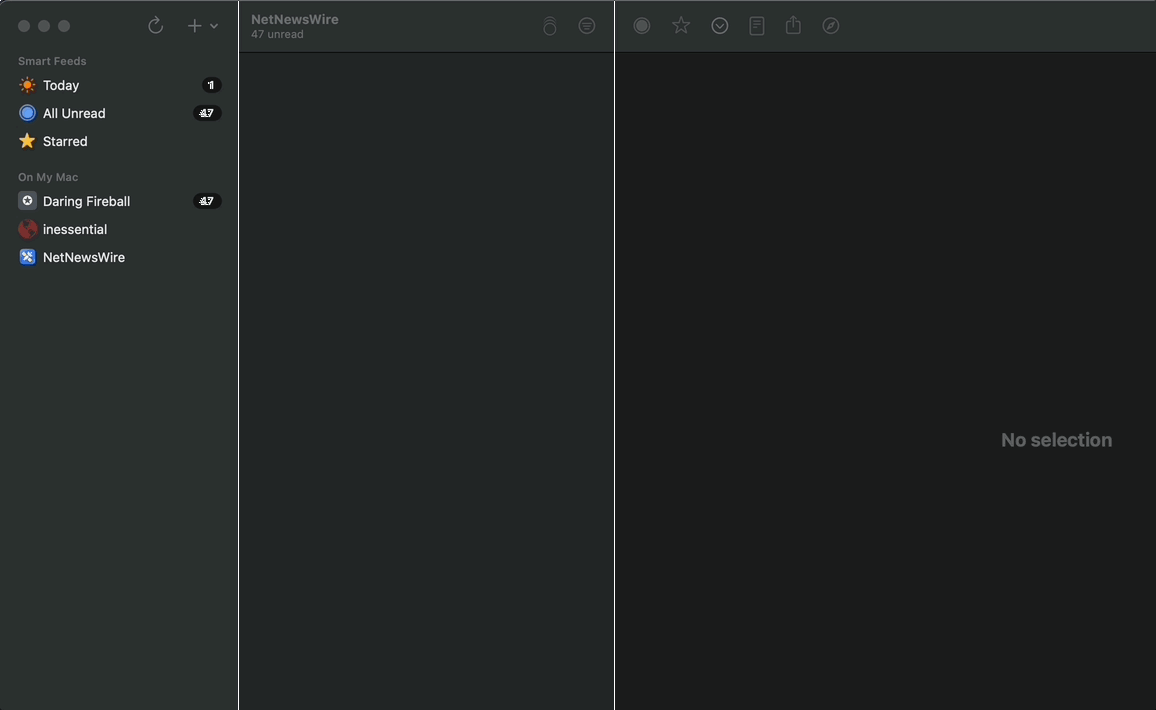 NetNewsWire
47 unread
Smart Feeds
Today 1
All Unread 47
Starred
On My Mac
Daring Fireball 47
inessential
NetNewsWire
No selection